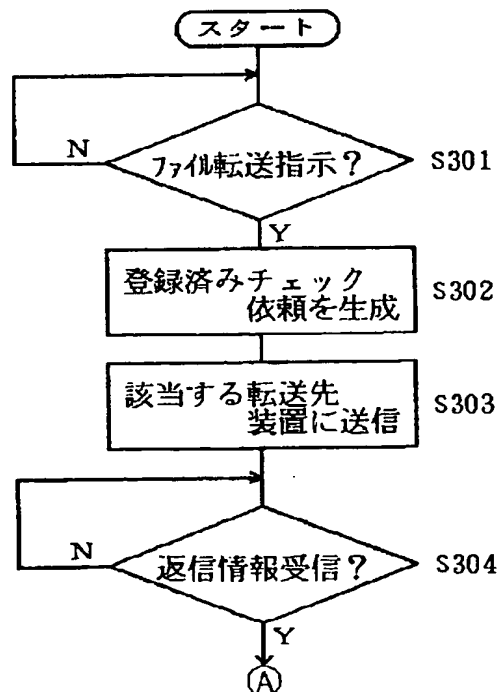 スタート
N
ファイル転送指示？
S301
Y
登録済みチェック
依頼を生成
S302
該当する転送先
装置に送信
S303
N
返信情報受信？
S304
Y
A